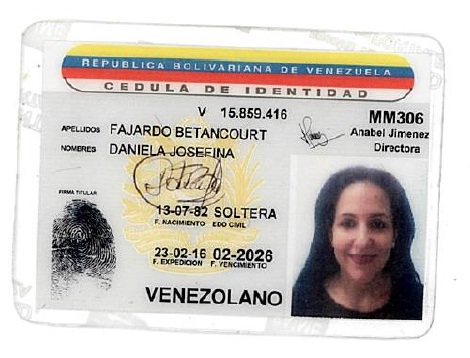 REPUBLICA BOLIVARIANA DE VENEZUELA
CEDULA DE IDENTIDAD
V 15.859.416
MM306
APELLIDOS FAJARDO BETANCOURT
Anabel Jimenez
Directora
NOMBRES DANIELA JOSEFINA
FIRMA TITULAR
13-07-82 SOLTERA
F. NACIMIENTO EDO CIVIL
23-02-16 02-2026
F. EXPEDICION F. VENCIMIENTO
VENEZOLANO